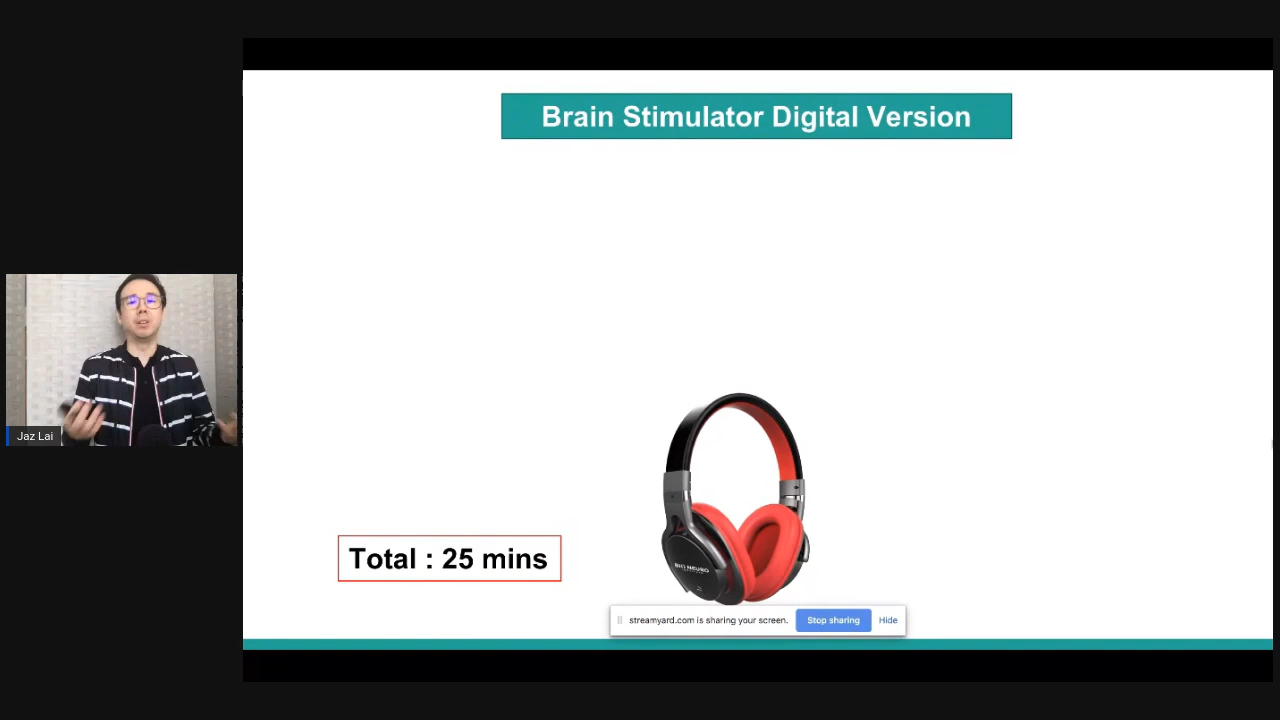 Brain Stimulator Digital Version
Jaz Lai
Total : 25 mins
streamyard.com is sharing your screen. Stop sharing Hide